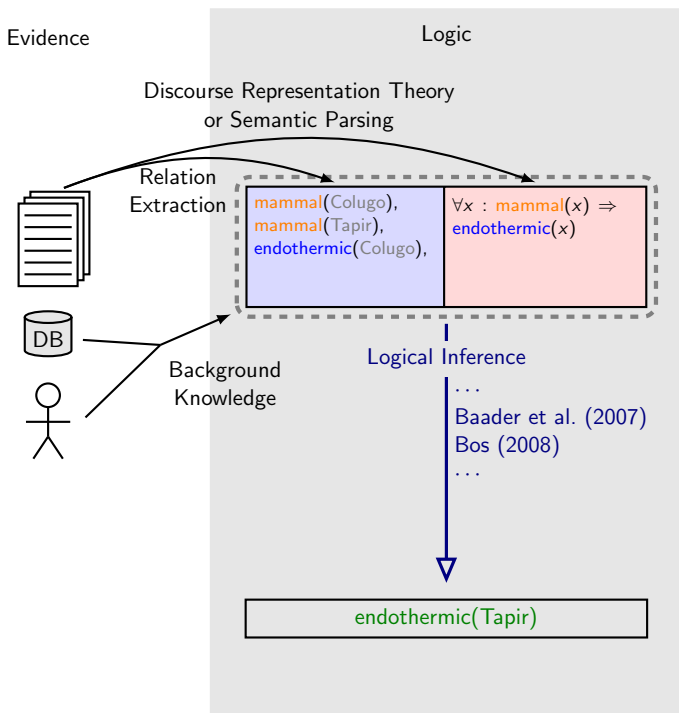 Evidence
Logic
Discourse Representation Theory
or Semantic Parsing
Relation
Extraction
mammal(Colugo),
mammal(Tapir),
endothermic(Colugo),
∀x : mammal(x) ⇒
endothermic(x)
DB
Background
Knowledge
Logical Inference
...
Baader et al. (2007)
Bos (2008)
...
endothermic(Tapir)